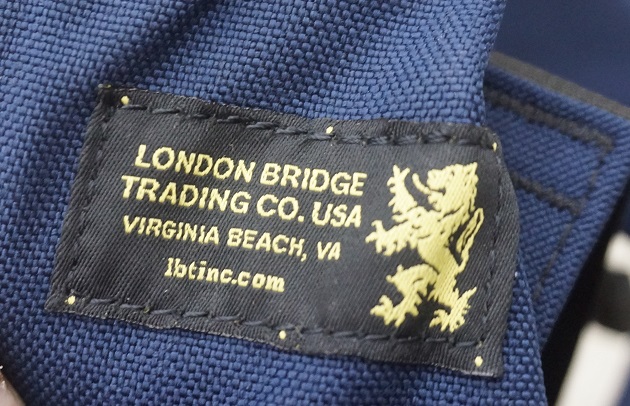 LONDON BRIDGE
TRADING CO. USA
VIRGINIA BEACH, VA
lbtinc.com